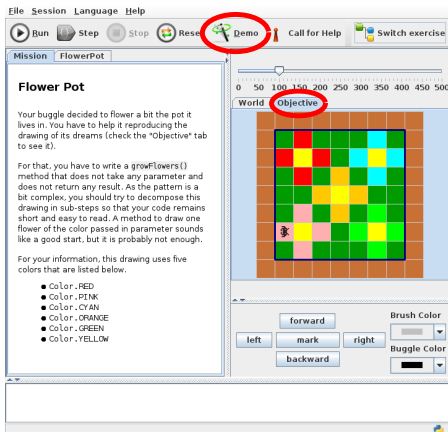 File Session Language Help
Run Step Stop Reset Demo Call for Help Switch exercise
Mission FlowerPot
Flower Pot
Your buggle decided to flower a bit the pot it
lives in. You have to help it reproducing the
drawing of its dreams (check the "Objective" tab
to see it).
For that, you have to write a growFlowers()
method that does not take any parameter and
does not return any result. As the pattern is a
bit complex, you should try to decompose this
drawing in sub-steps so that your code remains
short and easy to read. A method to draw one
flower of the color passed in parameter sounds
like a good start, but it is probably not enough.
For your information, this drawing uses five
colors that are listed below.
● Color.RED
● Color.PINK
● Color.CYAN
● Color.ORANGE
● Color.GREEN
● Color.YELLOW
0 50 100 150 200 250 300 350 400 450 500
World Objective
forward
left mark right
backward
Brush Color
Buggle Color